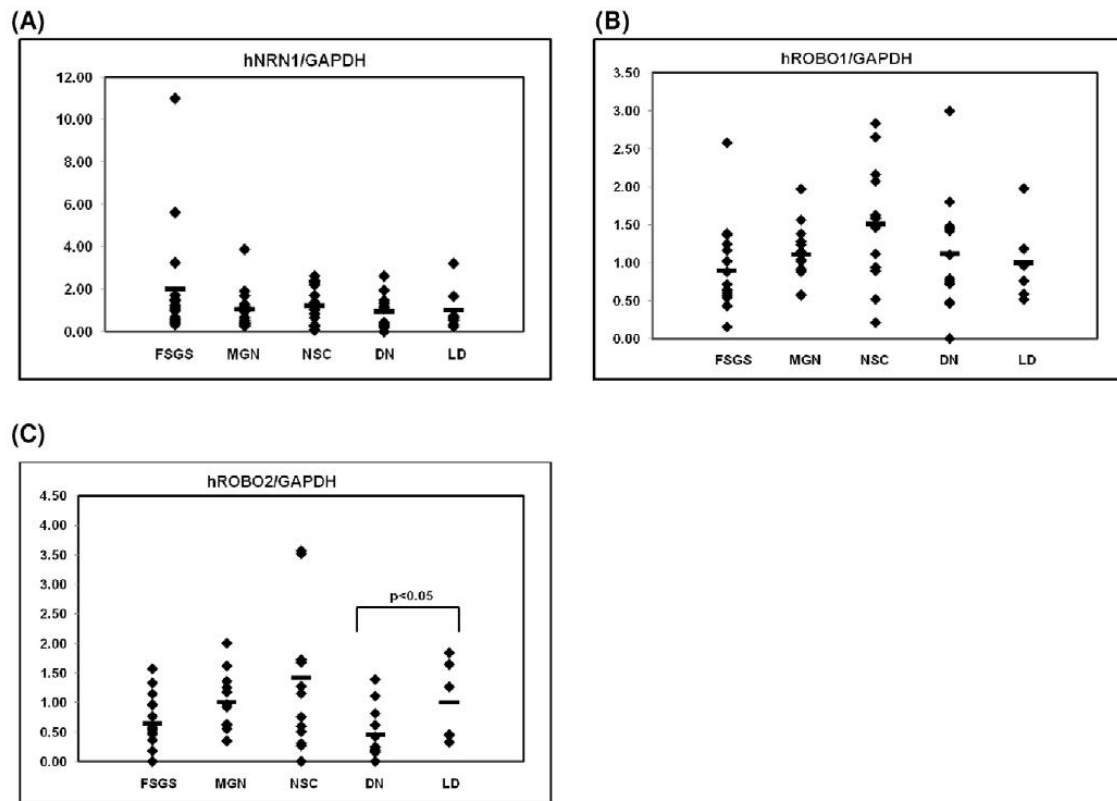 (A)
hNRN1/GAPDH
12.00
10.00
8.00
6.00
4.00
2.00
0.00
FSGS MGN NSC DN LD
(B)
hROBO1/GAPDH
3.50
3.00
2.50
2.00
1.50
1.00
0.50
0.00
FSGS MGN NSC DN LD
(C)
hROBO2/GAPDH
4.50
4.00
3.50
3.00
2.50
2.00
1.50
1.00
0.50
0.00
p<0.05
FSGS MGN NSC DN LD